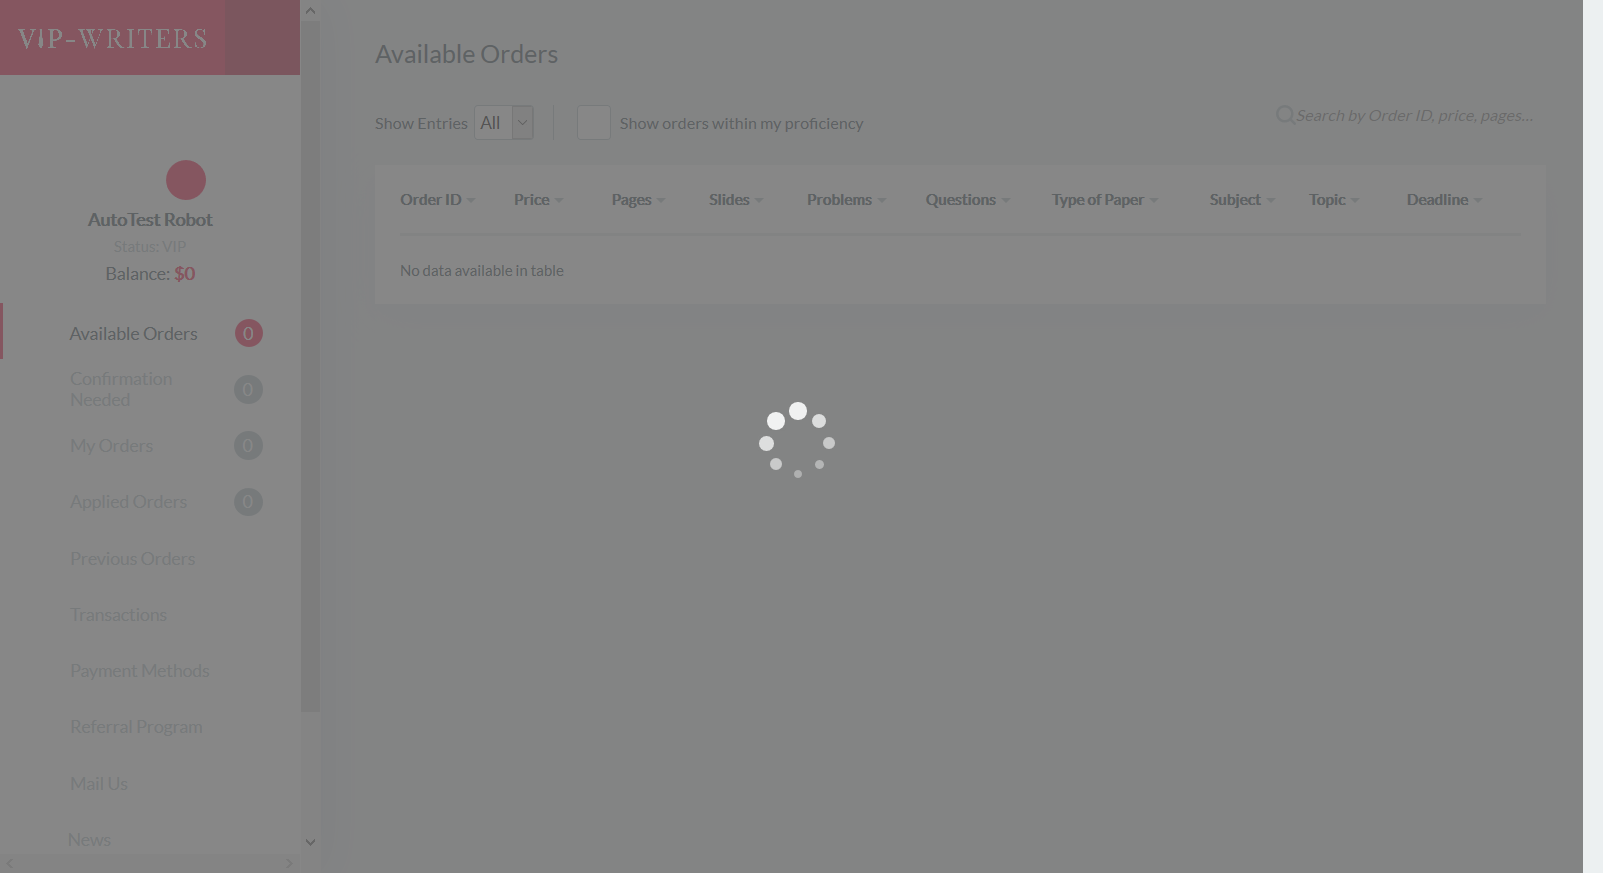 VIP-WRITERS
AutoTest Robot
Status: VIP
Balance: $0
Available Orders 0
Confirmation
Needed 0
My Orders 0
Applied Orders 0
Previous Orders
Transactions
Payment Methods
Referral Program
Mail Us
News
Available Orders
Show Entries All Show orders within my proficiency
Search by Order ID, price, pages...
Order ID Price Pages Slides Problems Questions Type of Paper Subject Topic Deadline
No data available in table